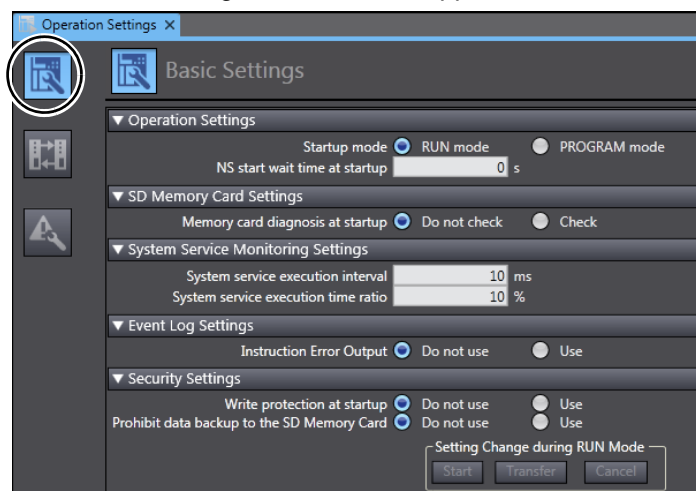 Operation Settings ×
Basic Settings
▼ Operation Settings
Startup mode RUN mode PROGRAM mode
NS start wait time at startup 0 s
▼ SD Memory Card Settings
Memory card diagnosis at startup Do not check Check
▼ System Service Monitoring Settings
System service execution interval 10 ms
System service execution time ratio 10 %
▼ Event Log Settings
Instruction Error Output Do not use Use
▼ Security Settings
Write protection at startup Do not use Use
Prohibit data backup to the SD Memory Card Do not use Use
Setting Change during RUN Mode
Start Transfer Cancel